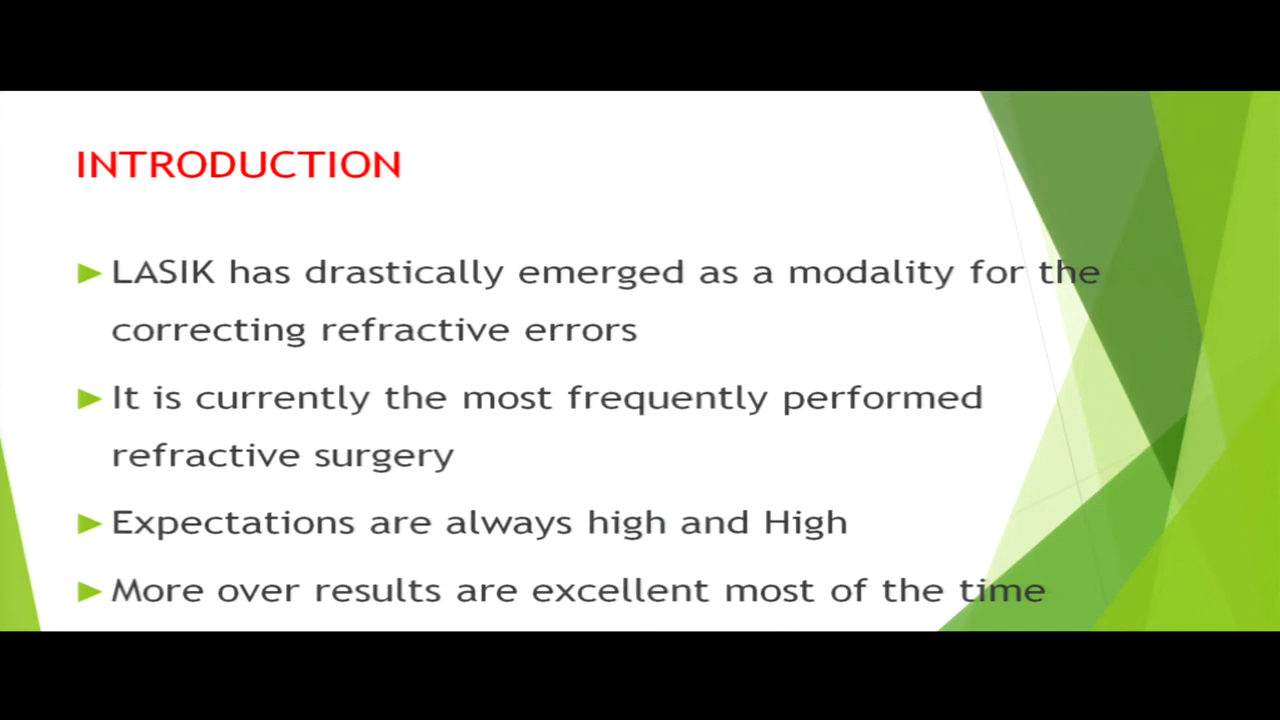 INTRODUCTION
LASIK has drastically emerged as a modality for the
correcting refractive errors
It is currently the most frequently performed
refractive surgery
Expectations are always high and High
More over results are excellent most of the time